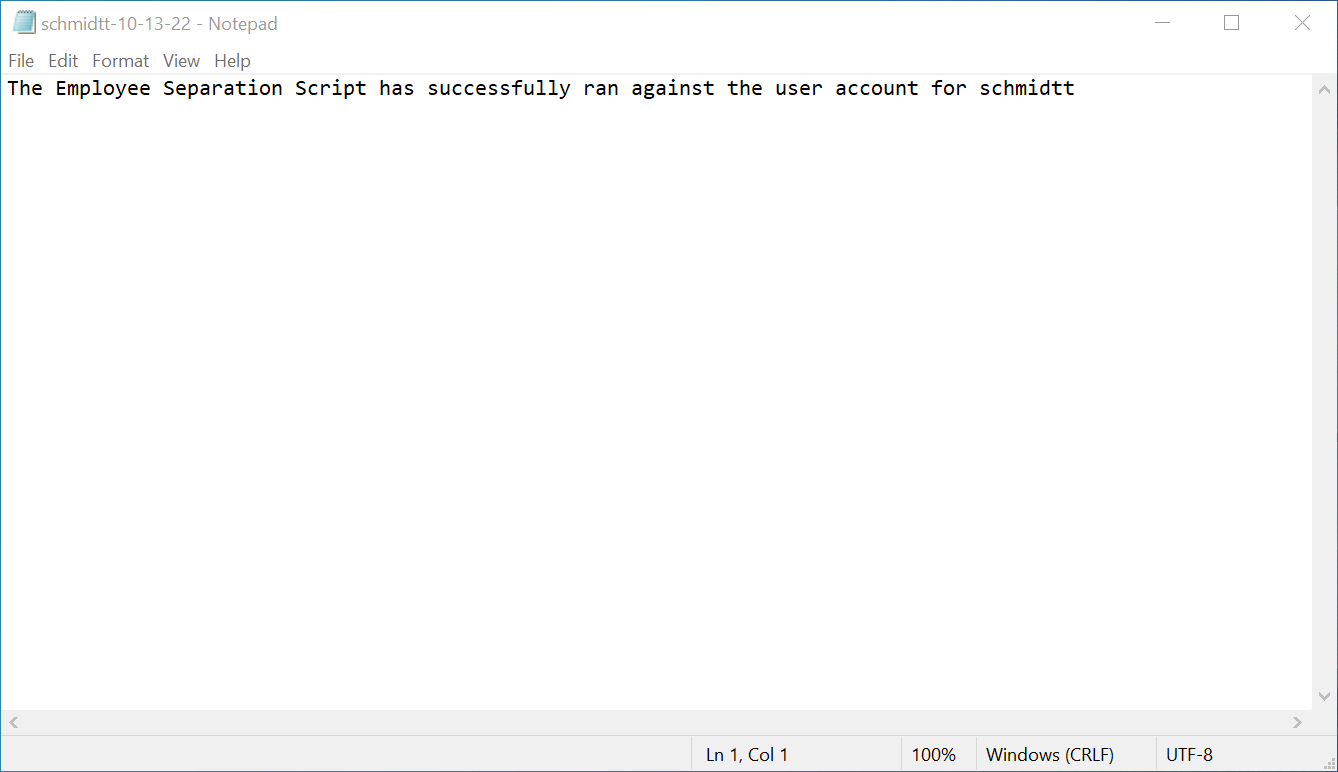 schmidtt-10-13-22 - Notepad
File Edit Format View Help
The Employee Separation Script has successfully ran against the user account for schmidtt
Ln 1, Col 1 100% Windows (CRLF) UTF-8